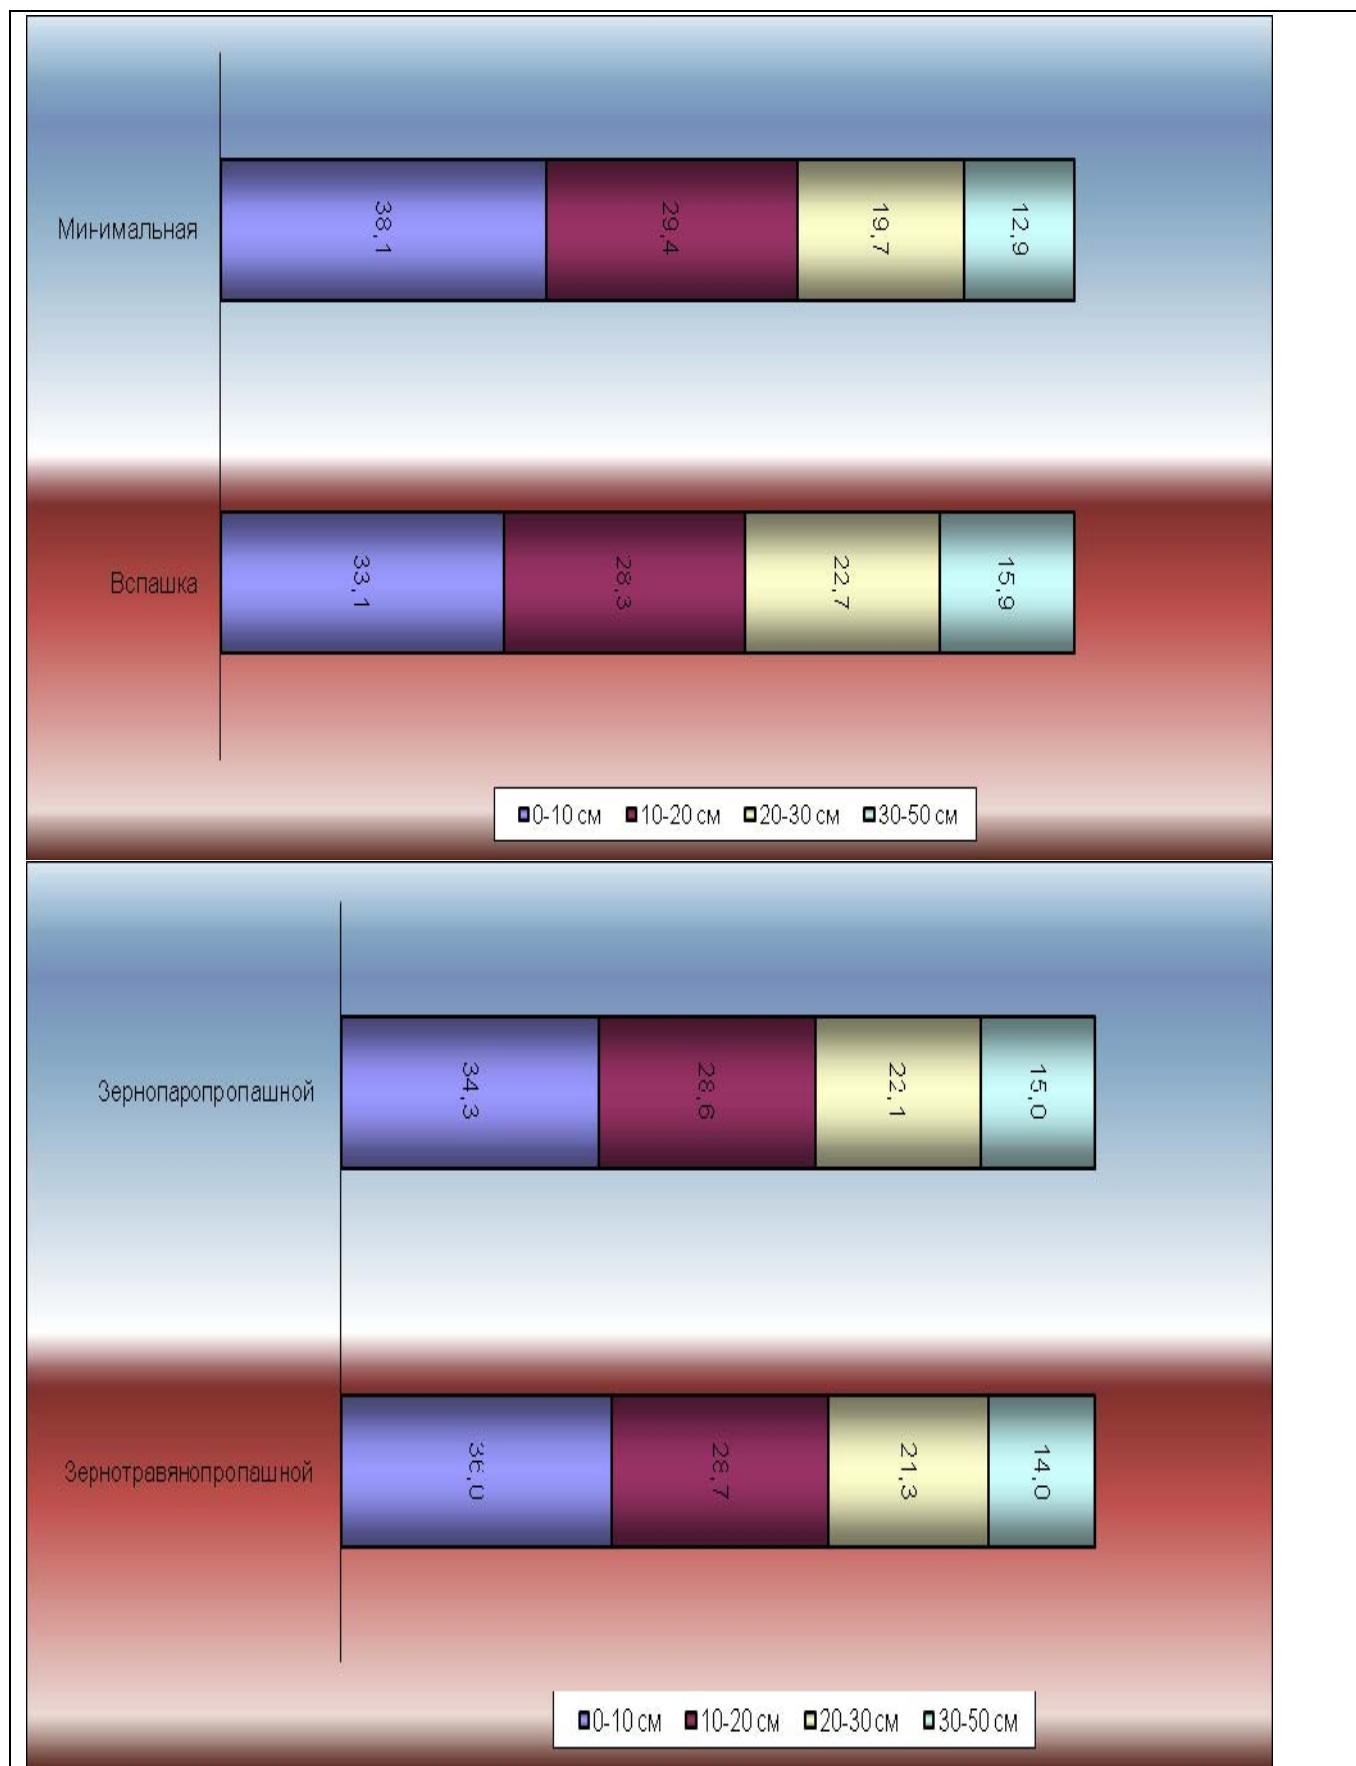 Минимальная
38,1 29,4 19,7 12,9
Вспашка
33,1 28,3 22,7 15,9
0-10 см 10-20 см 20-30 см 30-50 см
Зернопаропропашной
34,3 28,6 22,1 15,0
Зернотравянопропашной
36,0 28,7 21,3 14,0
0-10 см 10-20 см 20-30 см 30-50 см